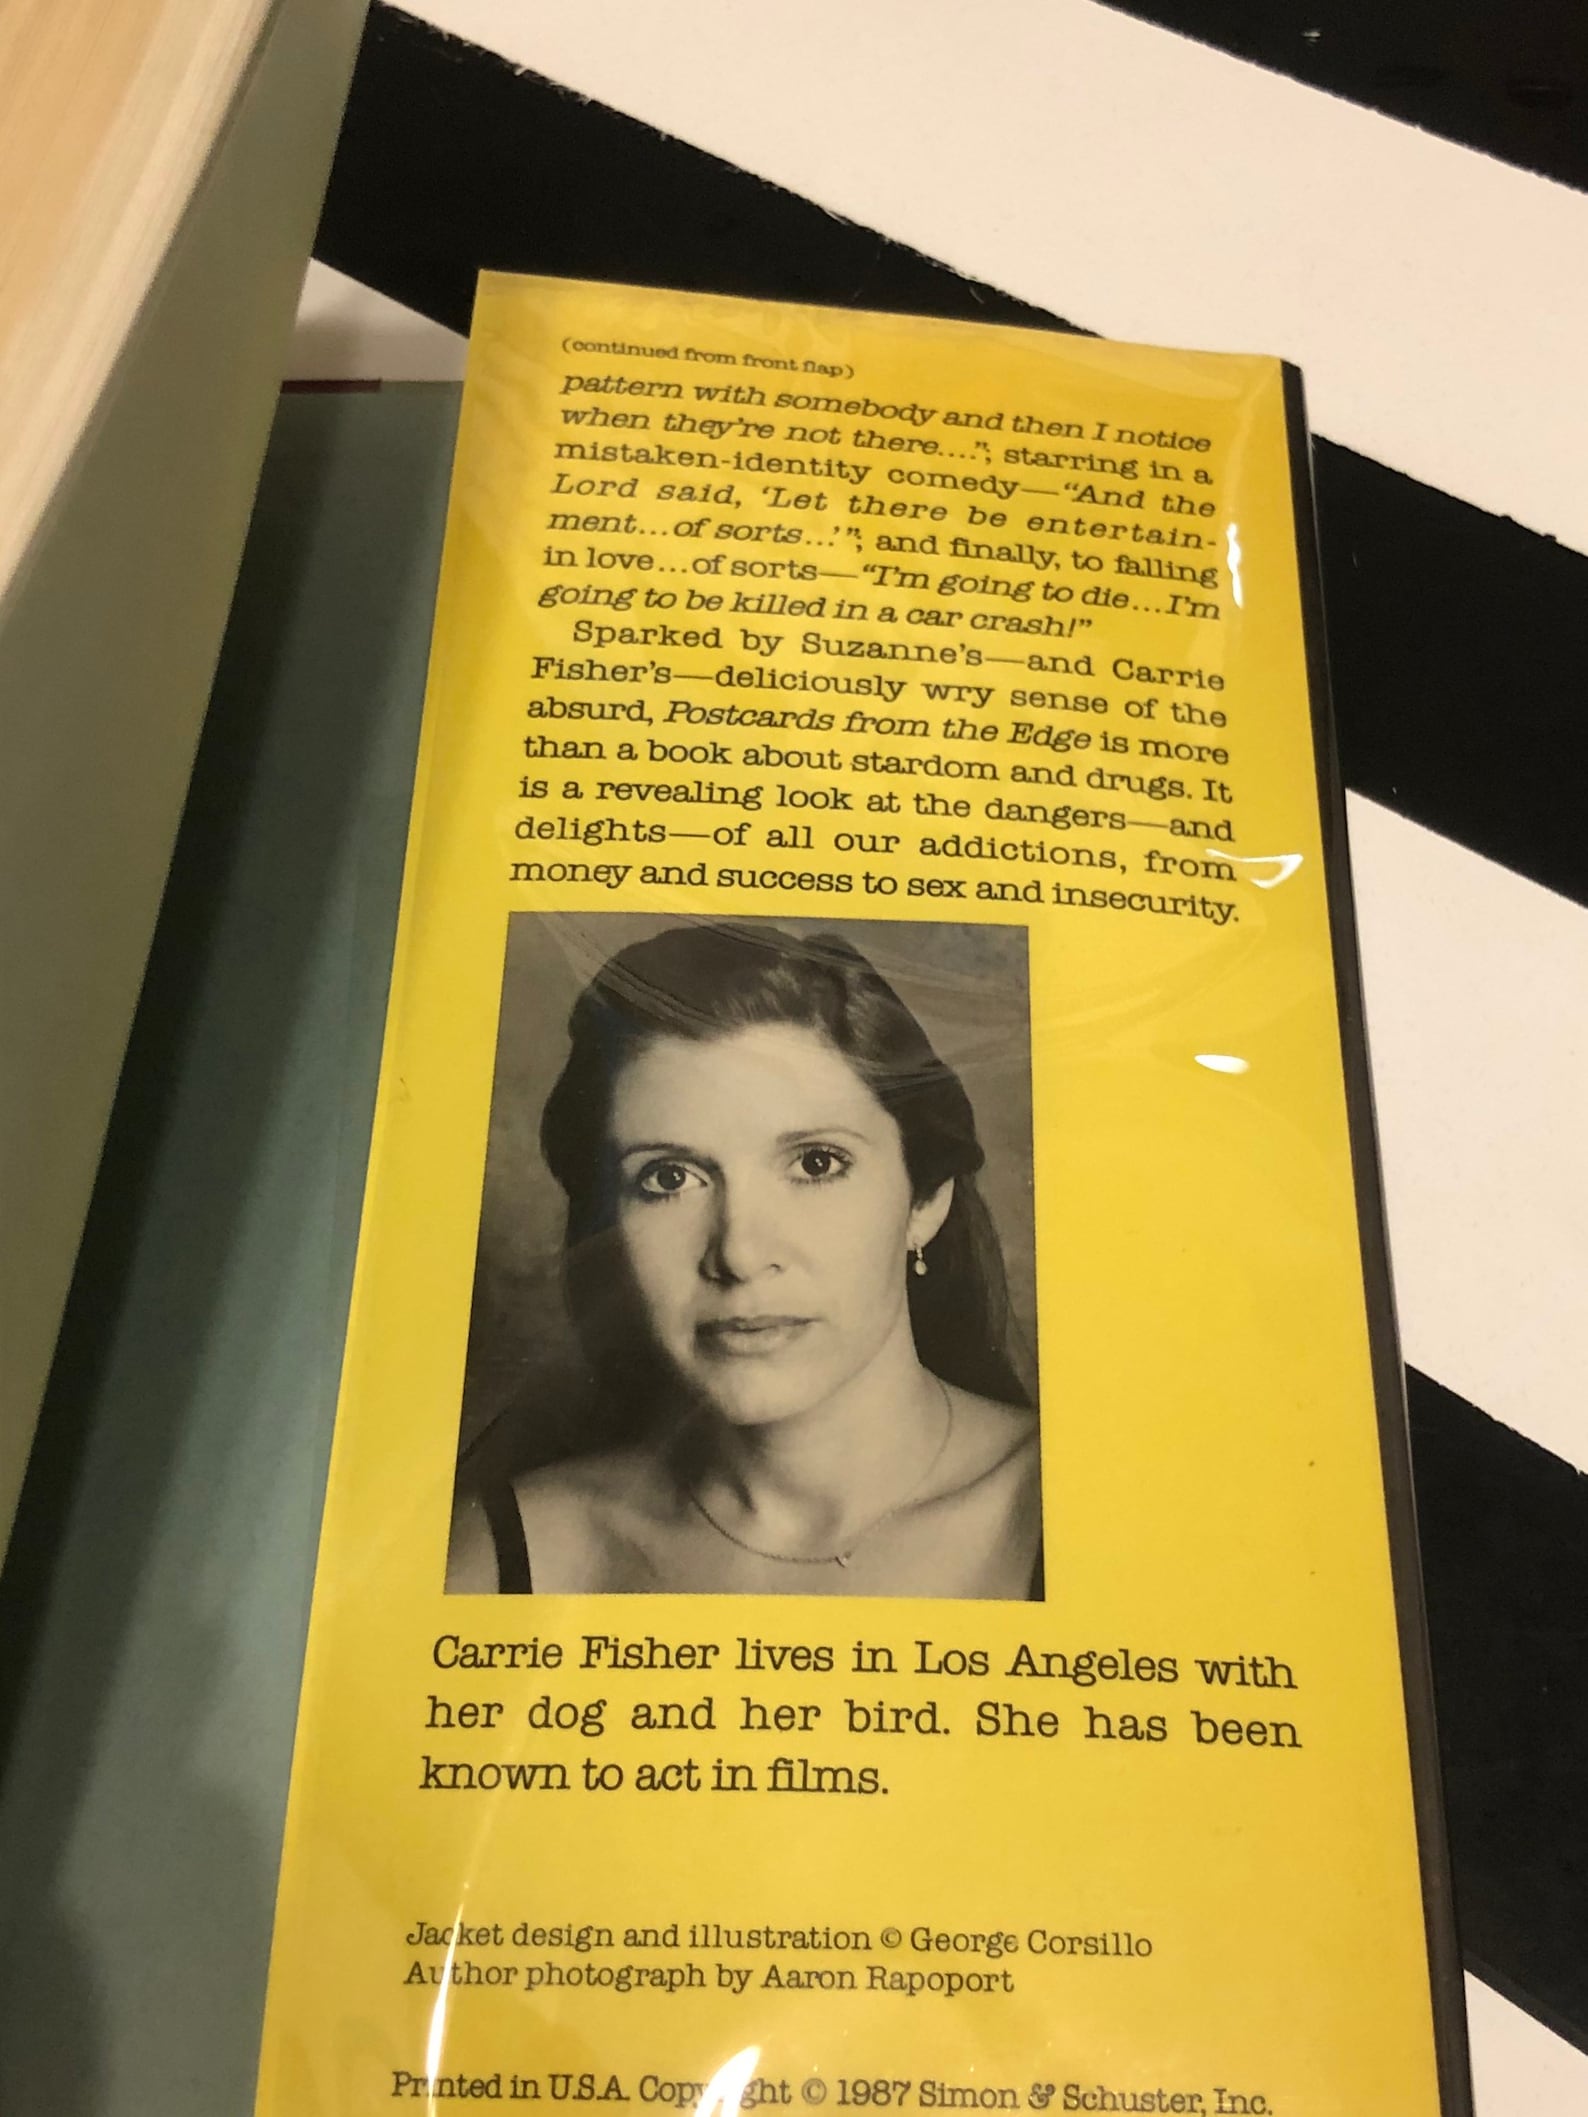 (continued from front flap)
pattern with somebody and then I notice
when they're not there....”; starring in a
mistaken-identity comedy—“And the
Lord said, ‘Let there be entertain-
ment...of sorts...’”; and finally, to falling
in love...of sorts—“I'm going to die...I'm
going to be killed in a car crash!”
Sparked by Suzanne's—and Carrie
Fisher's—deliciously wry sense of the
absurd, Postcards from the Edge is more
than a book about stardom and drugs. It
is a revealing look at the dangers—and
delights—of all our addictions, from
money and success to sex and insecurity.
Carrie Fisher lives in Los Angeles with
her dog and her bird. She has been
known to act in films.
Jacket design and illustration © George Corsillo
Author photograph by Aaron Rapoport
Printed in U.S.A. Copyright © 1987 Simon & Schuster, Inc.